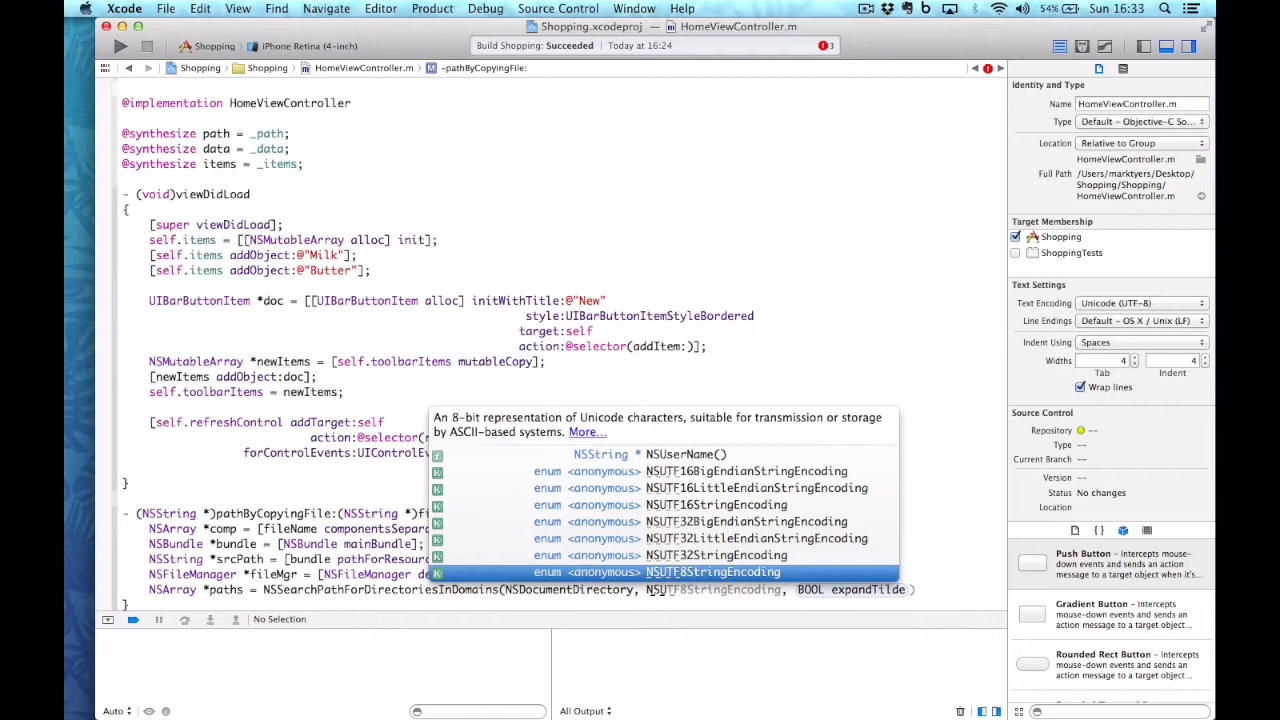 Xcode File Edit View Find Navigate Editor Product Debug Source Control Window Help 54% Sun 16:33
Shopping.xcodeproj — HomeViewController.m
Shopping iPhone Retina (4-inch) Build Shopping: Succeeded Today at 16:24 3
Shopping Shopping HomeViewController.m M -pathByCopyingFile:
@implementation HomeViewController
@synthesize path = _path;
@synthesize data = _data;
@synthesize items = _items;
- (void)viewDidLoad
{
[super viewDidLoad];
self.items = [[NSMutableArray alloc] init];
[self.items addObject:@"Milk"];
[self.items addObject:@"Butter"];
UIBarButtonItem *doc = [[UIBarButtonItem alloc] initWithTitle:@"New"
style:UIBarButtonItemStyleBordered
target:self
action:@selector(addItem:)];
NSMutableArray *newItems = [self.toolbarItems mutableCopy];
[newItems addObject:doc];
self.toolbarItems = newItems;
[self.refreshControl addTarget:self
action:@selector(r
forControlEvents:UIControlEv
}
- (NSString *)pathByCopyingFile:(NSString *)fi
NSArray *comp = [fileName componentsSepara
NSBundle *bundle = [NSBundle mainBundle];
NSString *srcPath = [bundle pathForResourc
NSFileManager *fileMgr = [NSFileManager de
NSArray *paths = NSSearchPathForDirectoriesInDomains(NSDocumentDirectory, NSUTF8StringEncoding, BOOL expandTilde)
}
An 8-bit representation of Unicode characters, suitable for transmission or storage
by ASCII-based systems. More...
f NSString * NSUserName()
K enum <anonymous> NSUTF16BigEndianStringEncoding
K enum <anonymous> NSUTF16LittleEndianStringEncoding
K enum <anonymous> NSUTF16StringEncoding
K enum <anonymous> NSUTF32BigEndianStringEncoding
K enum <anonymous> NSUTF32LittleEndianStringEncoding
K enum <anonymous> NSUTF32StringEncoding
K enum <anonymous> NSUTF8StringEncoding
No Selection
Auto All Output
Identity and Type
Name HomeViewController.m
Type Default - Objective-C So...
Location Relative to Group
HomeViewController.m
Full Path /Users/marktyers/Desktop/
Shopping/Shopping/
HomeViewController.m
Target Membership
Shopping
ShoppingTests
Text Settings
Text Encoding Unicode (UTF-8)
Line Endings Default - OS X / Unix (LF)
Indent Using Spaces
Widths 4 4
Tab Indent
Wrap lines
Source Control
Repository --
Type --
Current Branch --
Version --
Status No changes
Location
{ }
Push Button - Intercepts mouse-
down events and sends an
action message to a target object when it's...
Gradient Button - Intercepts
mouse-down events and sends an
action message to a target object...
Rounded Rect Button - Intercepts
mouse-down events and sends an
action message to a target object...